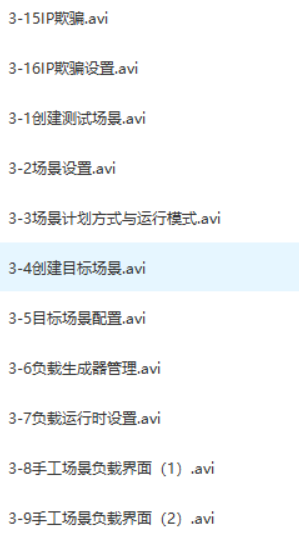 3-15IP欺骗.avi
3-16IP欺骗设置.avi
3-1创建测试场景.avi
3-2场景设置.avi
3-3场景计划方式与运行模式.avi
3-4创建目标场景.avi
3-5目标场景配置.avi
3-6负载生成器管理.avi
3-7负载运行时设置.avi
3-8手工场景负载界面（1）.avi
3-9手工场景负载界面（2）.avi